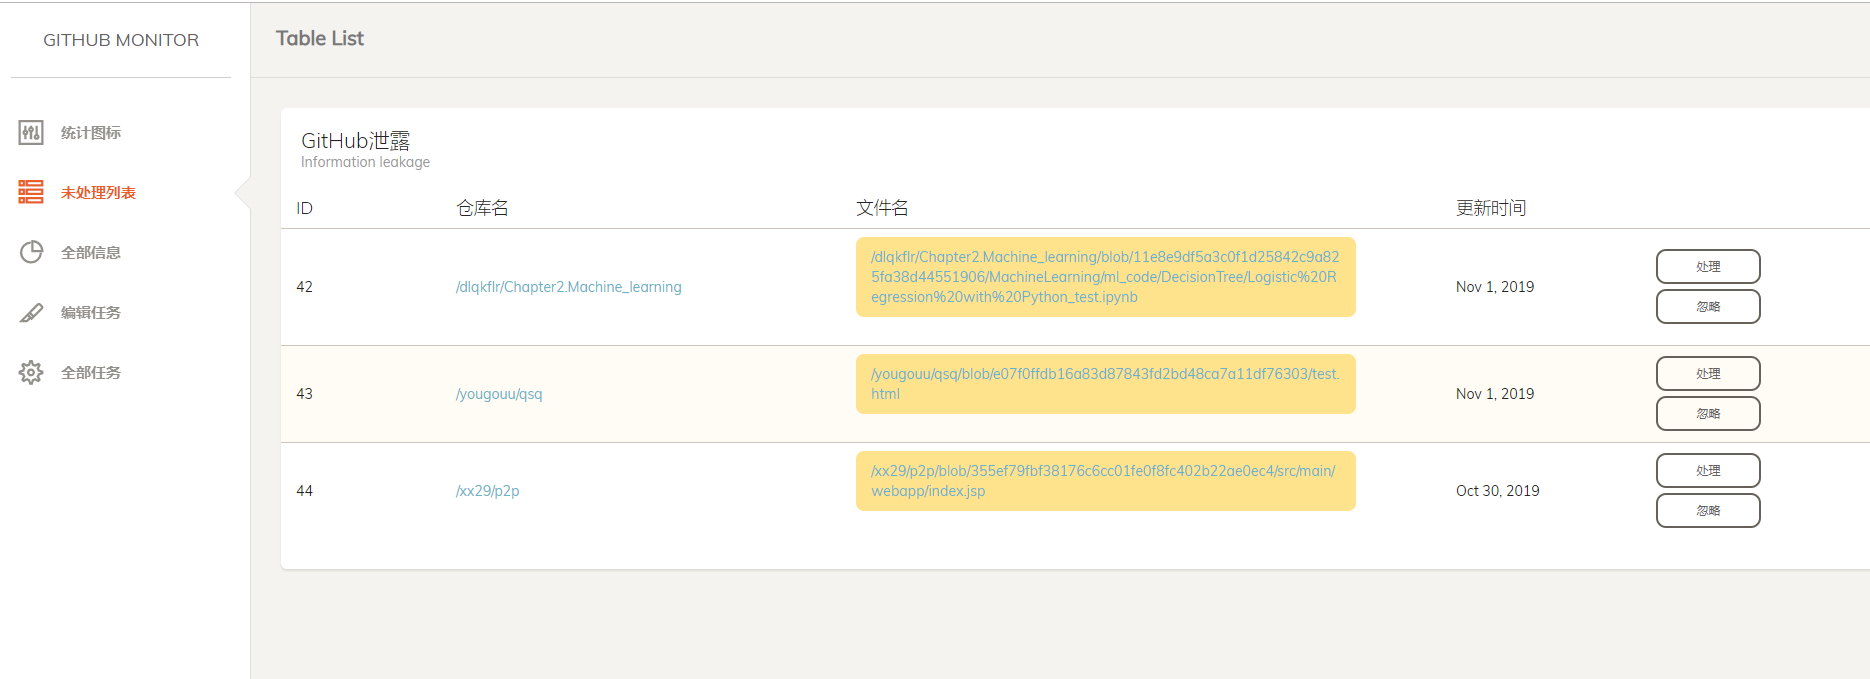 GITHUB MONITOR
统计图标
未处理列表
全部信息
编辑任务
全部任务
Table List
GitHub泄露
Information leakage
ID 仓库名 文件名 更新时间
42 /dlqkflr/Chapter2.Machine_learning
/dlqkflr/Chapter2.Machine_learning/blob/11e8e9df5a3c0f1d25842c9a82
5fa38d44551906/MachineLearning/ml_code/DecisionTree/Logistic%20R
egression%20with%20Python_test.ipynb
Nov 1, 2019
处理
忽略
43 /yougouu/qsq
/yougouu/qsq/blob/e07f0ffdb16a83d87843fd2bd48ca7a11df76303/test.
html
Nov 1, 2019
处理
忽略
44 /xx29/p2p
/xx29/p2p/blob/355ef79fbf38176c6cc01fe0f8fc402b22ae0ec4/src/main/
webapp/index.jsp
Oct 30, 2019
处理
忽略